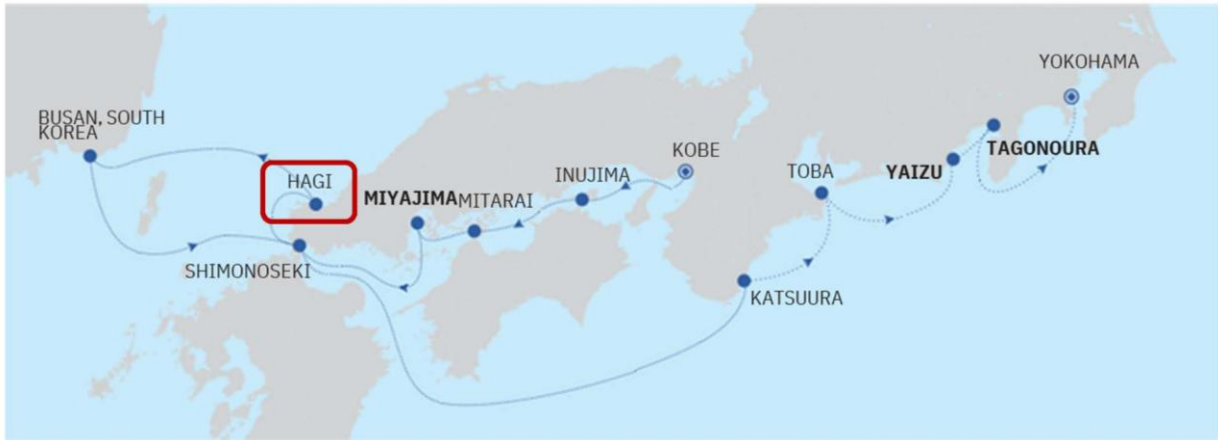 YOKOHAMA
BUSAN, SOUTH
KOREA
KOBE
TAGONOURA
HAGI
INUJIMA
TOBA
YAIZU
MIYAJIMA
MITARAI
SHIMONOSEKI
KATSUURA